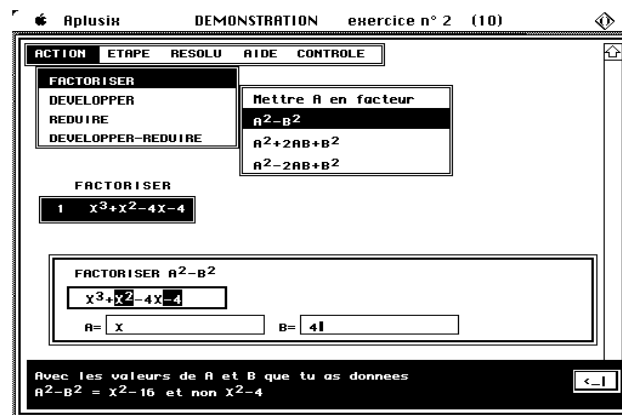 Aplusix DEMONSTRATION exercice n° 2 (10)
ACTION ETAPE RESOLU AIDE CONTROLE
FACTORISER
DEVELOPPER
REDUIRE
DEVELOPPER-REDUIRE
Mettre A en facteur
A²-B²
A²+2AB+B²
A²-2AB+B²
FACTORISER
1 X³+X²-4X-4
FACTORISER A²-B²
X³+X²-4X-4
A= X B= 4
Avec les valeurs de A et B que tu as donnees
A²-B² = X²-16 et non X²-4